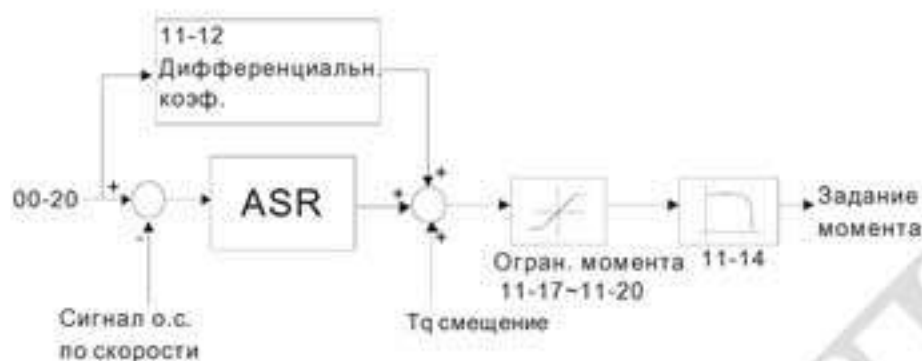 11-12
Дифференциальн.
коэф.
00-20
+
-
ASR
+
+
+
Задание
момента
Огран. момента
11-17~11-20
11-14
Сигнал о.с.
по скорости
Tq смещение